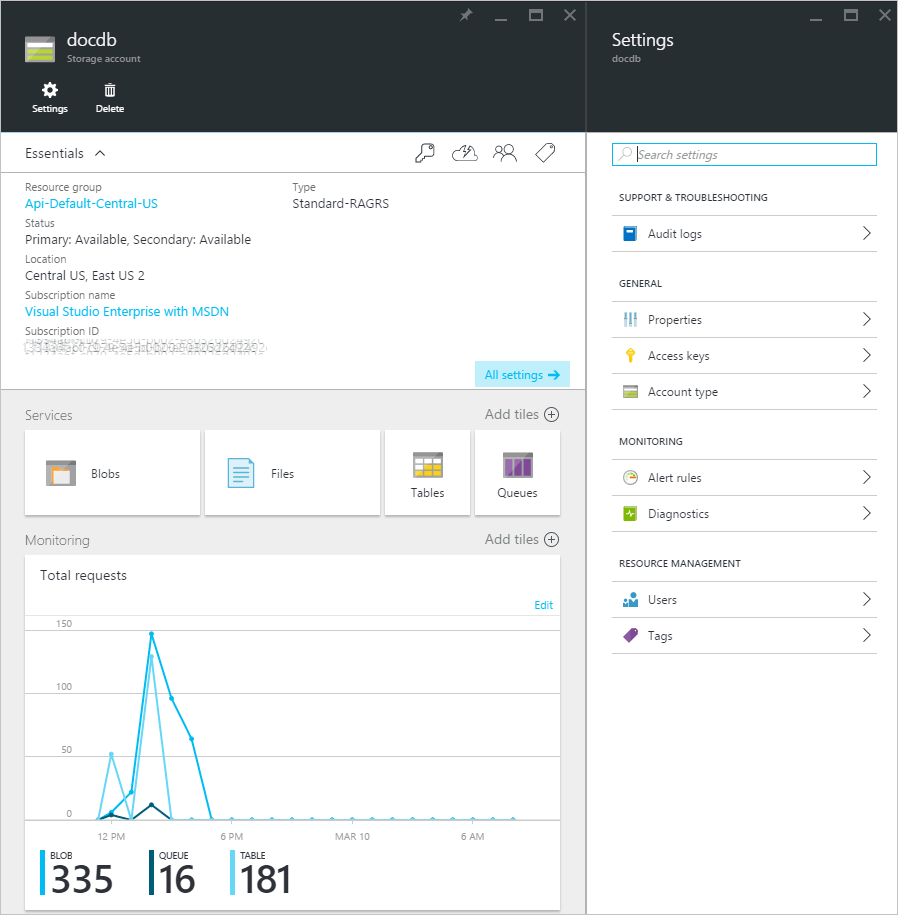 docdb
Storage account
Settings
Delete
Essentials
Resource group
Api-Default-Central-US
Status
Primary: Available, Secondary: Available
Location
Central US, East US 2
Subscription name
Visual Studio Enterprise with MSDN
Subscription ID
Type
Standard-RAGRS
All settings →
Services
Add tiles
Blobs
Files
Tables
Queues
Monitoring
Add tiles
Total requests
Edit
150
100
50
0
12 PM
6 PM
MAR 10
6 AM
BLOB
335
QUEUE
16
TABLE
181
Settings
docdb
Search settings
SUPPORT & TROUBLESHOOTING
Audit logs
GENERAL
Properties
Access keys
Account type
MONITORING
Alert rules
Diagnostics
RESOURCE MANAGEMENT
Users
Tags